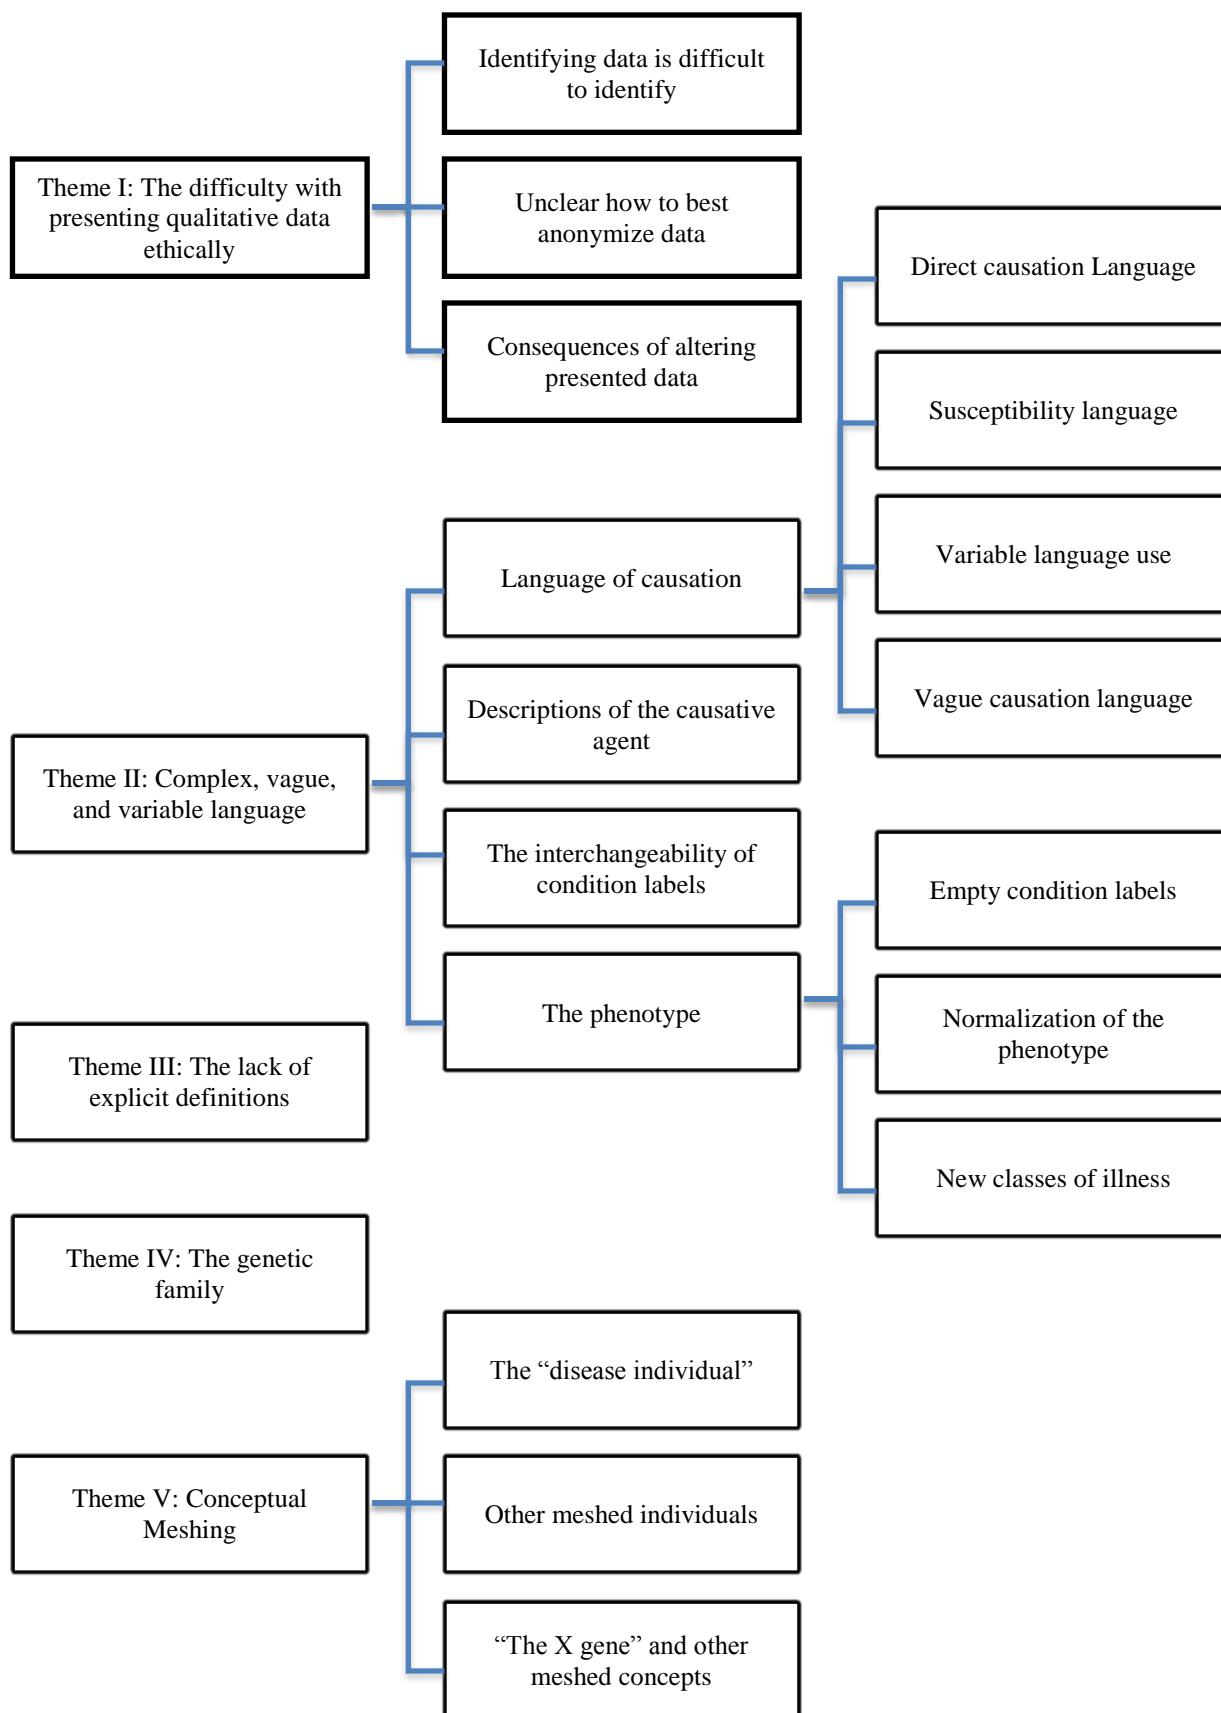 Identifying data is difficult
to identify
Theme I: The difficulty with
presenting qualitative data
ethically
Unclear how to best
anonymize data
Consequences of altering
presented data
Direct causation Language
Susceptibility language
Variable language use
Vague causation language
Language of causation
Descriptions of the causative
agent
Theme II: Complex, vague,
and variable language
The interchangeability of
condition labels
The phenotype
Empty condition labels
Normalization of the
phenotype
New classes of illness
Theme III: The lack of
explicit definitions
Theme IV: The genetic
family
The “disease individual”
Theme V: Conceptual
Meshing
Other meshed individuals
“The X gene” and other
meshed concepts